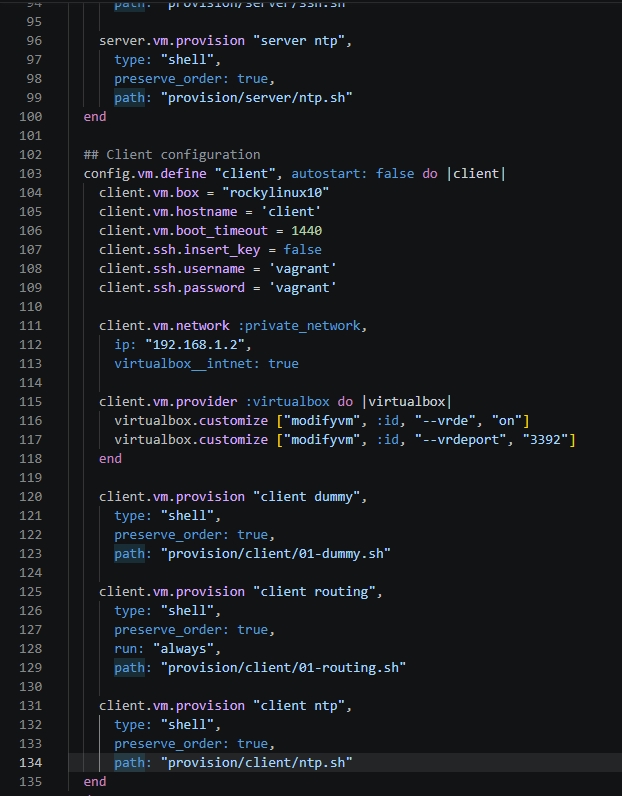 94      path: "provision/server/ssh.sh"
95
96    server.vm.provision "server ntp",
97      type: "shell",
98      preserve_order: true,
99      path: "provision/server/ntp.sh"
100  end
101
102  ## Client configuration
103  config.vm.define "client", autostart: false do |client|
104    client.vm.box = "rockylinux10"
105    client.vm.hostname = 'client'
106    client.vm.boot_timeout = 1440
107    client.ssh.insert_key = false
108    client.ssh.username = 'vagrant'
109    client.ssh.password = 'vagrant'
110
111    client.vm.network :private_network,
112      ip: "192.168.1.2",
113      virtualbox__intnet: true
114
115    client.vm.provider :virtualbox do |virtualbox|
116      virtualbox.customize ["modifyvm", :id, "--vrde", "on"]
117      virtualbox.customize ["modifyvm", :id, "--vrdeport", "3392"]
118    end
119
120    client.vm.provision "client dummy",
121      type: "shell",
122      preserve_order: true,
123      path: "provision/client/01-dummy.sh"
124
125    client.vm.provision "client routing",
126      type: "shell",
127      preserve_order: true,
128      run: "always",
129      path: "provision/client/01-routing.sh"
130
131    client.vm.provision "client ntp",
132      type: "shell",
133      preserve_order: true,
134      path: "provision/client/ntp.sh"
135  end